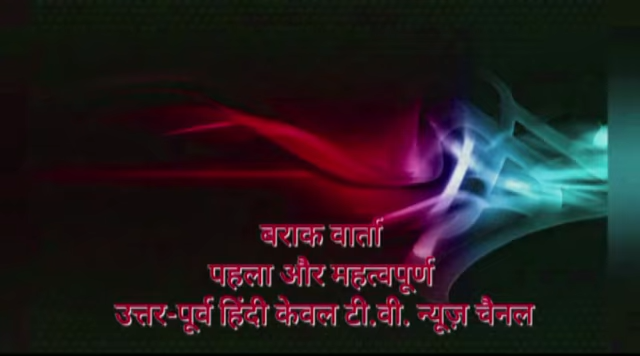 बराक वार्ता
पहला और महत्वपूर्ण
उत्तर-पूर्व हिंदी केवल टी.वी. न्यूज़ चैनल